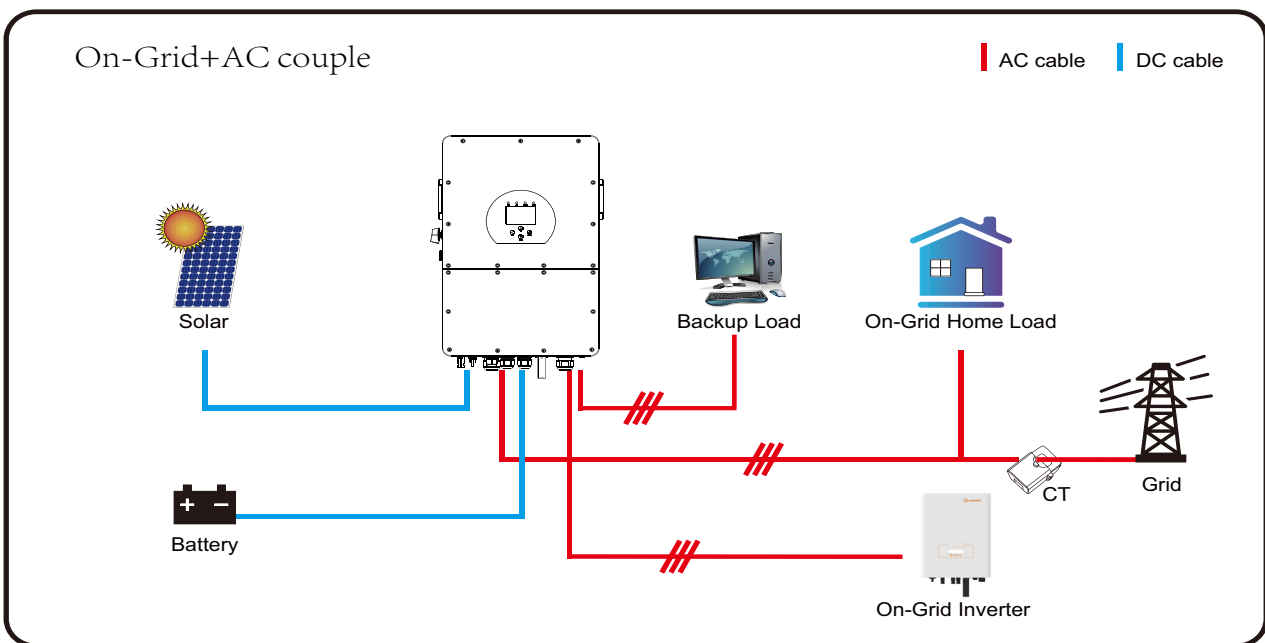 On-Grid+AC couple
AC cable
DC cable
Solar
Backup Load
On-Grid Home Load
CT
Grid
Battery
On-Grid Inverter